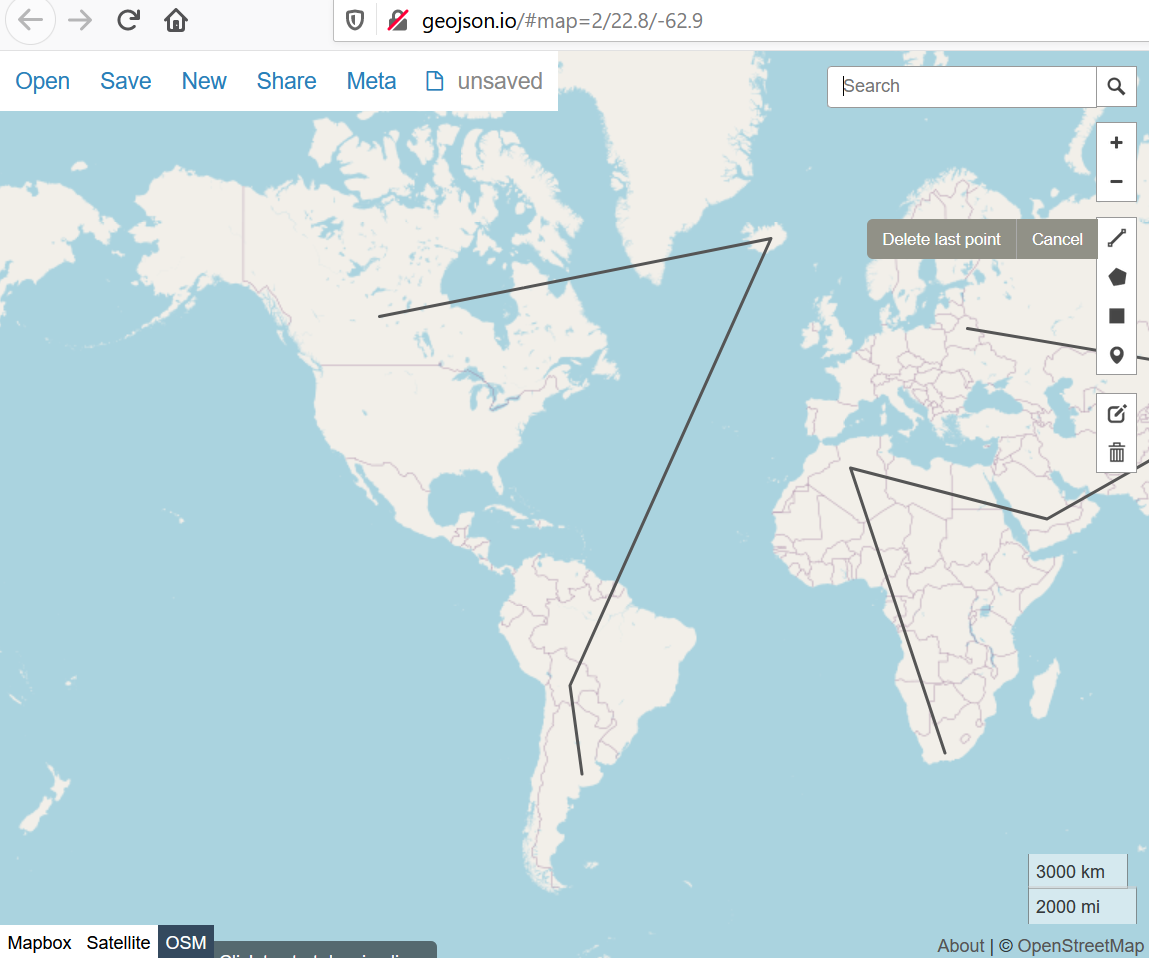 geojson.io/#map=2/22.8/-62.9
Open Save New Share Meta unsaved
Search
+
−
Delete last point Cancel
3000 km
2000 mi
Mapbox Satellite OSM
About | © OpenStreetMap